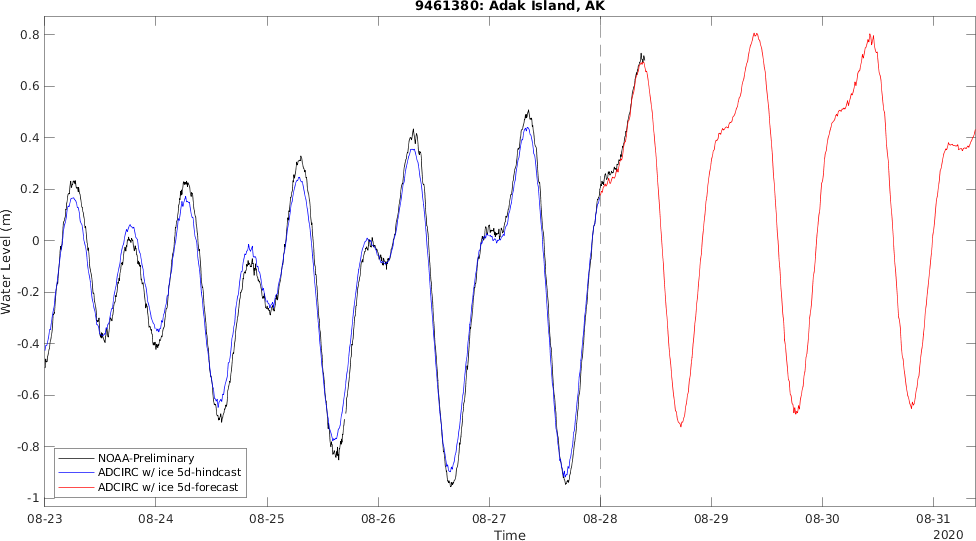 9461380: Adak Island, AK
Water Level (m)
0.8
0.6
0.4
0.2
0
-0.2
-0.4
-0.6
-0.8
-1
NOAA-Preliminary
ADCIRC w/ ice 5d-hindcast
ADCIRC w/ ice 5d-forecast
08-23 08-24 08-25 08-26 08-27 08-28 08-29 08-30 08-31
Time
2020